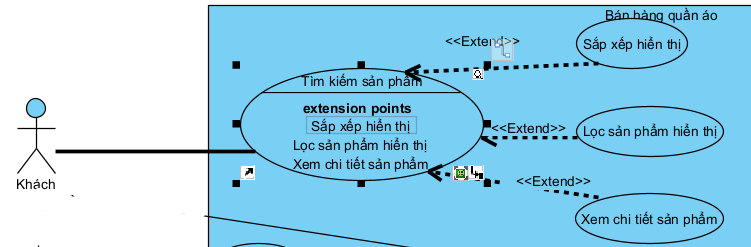 Bán hàng quần áo
<<Extend>>
Sắp xếp hiển thị
Tìm kiếm sản phẩm
extension points
Sắp xếp hiển thị
Lọc sản phẩm hiển thị
Xem chi tiết sản phẩm
<<Extend>>
Lọc sản phẩm hiển thị
Khách
<<Extend>>
Xem chi tiết sản phẩm